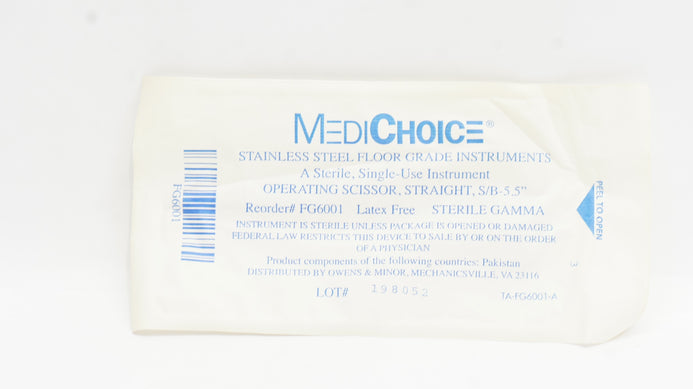 MEDICHOICE®
STAINLESS STEEL FLOOR GRADE INSTRUMENTS
A Sterile, Single-Use Instrument
OPERATING SCISSOR, STRAIGHT, S/B-5.5"
Reorder# FG6001 Latex Free STERILE GAMMA
INSTRUMENT IS STERILE UNLESS PACKAGE IS OPENED OR DAMAGED
FEDERAL LAW RESTRICTS THIS DEVICE TO SALE BY OR ON THE ORDER
OF A PHYSICIAN
Product components of the following countries: Pakistan
DISTRIBUTED BY OWENS & MINOR, MECHANICSVILLE, VA 23116
LOT# 198052
TA-FG6001-A
FG6001
PEEL TO OPEN
3